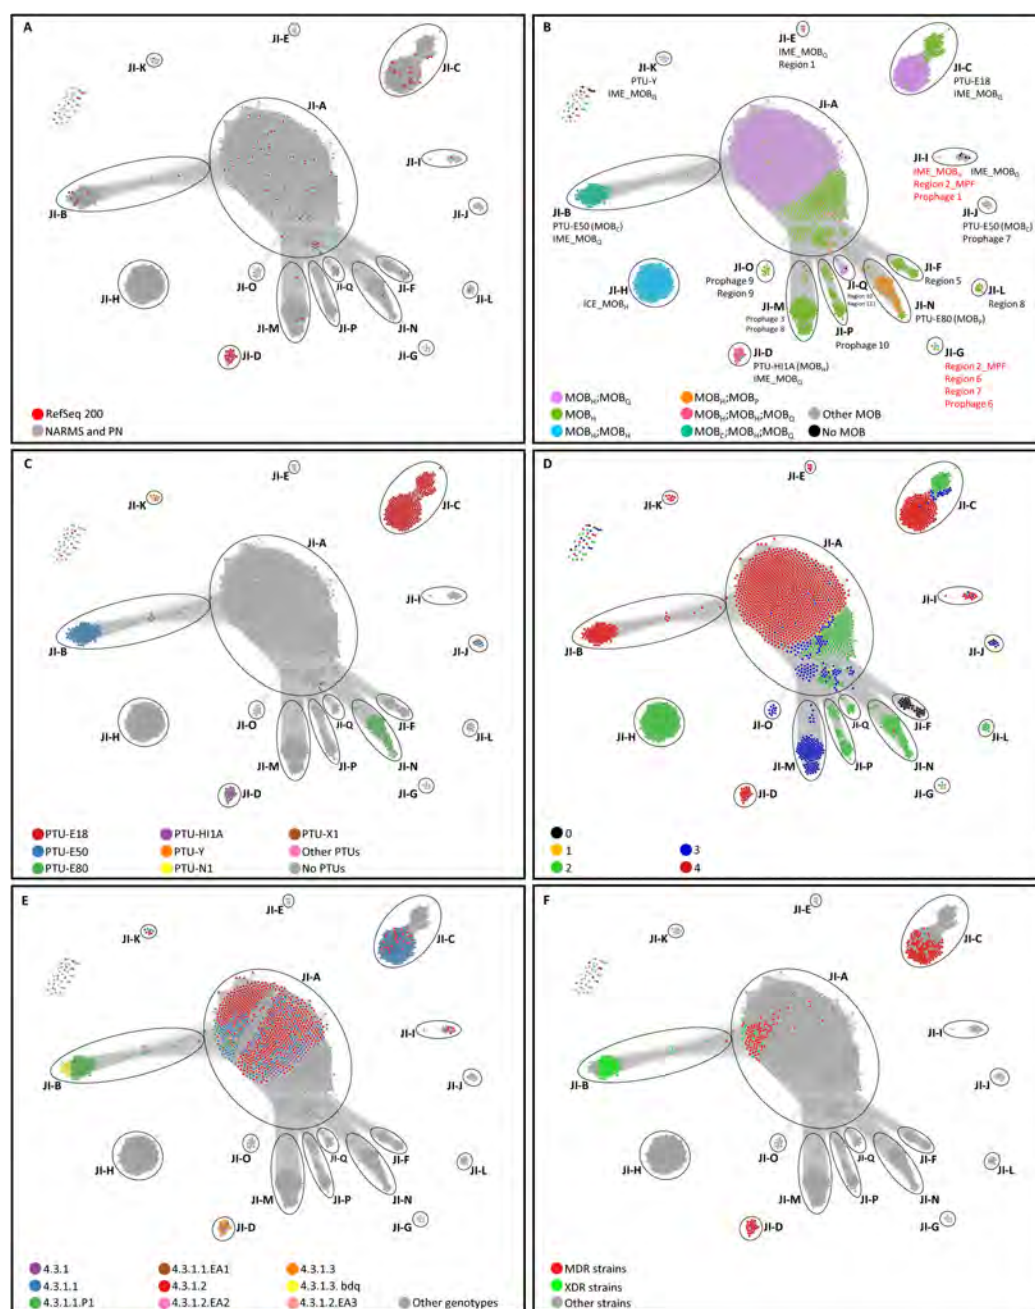 A
JI-E
JI-K
JI-C
JI-A
JI-I
JI-B
JI-J
JI-H
JI-O
JI-Q
JI-F
JI-L
JI-M
JI-P
JI-N
JI-D
JI-G
RefSeq 200
NARMS and PN
B
JI-E
IME_MOBQ
Region 1
JI-K
PTU-Y
IME_MOBQ
JI-C
PTU-E18
IME_MOBQ
JI-A
JI-I
IME_MOBQ
Region 2_MPF
Prophage 1
JI-B
PTU-E50 (MOBC)
IME_MOBQ
JI-J
PTU-E50 (MOBC)
Prophage 7
JI-H
ICE_MOBH
JI-O
Prophage 9
Region 9
JI-Q
JI-F
Region 5
JI-L
Region 8
JI-M
Prophage 3
Prophage 8
JI-P
Prophage 10
JI-N
PTU-E80 (MOBP)
JI-D
PTU-HI1A (MOBH)
IME_MOBQ
JI-G
Region 2_MPF
Region 6
Region 7
Prophage 6
MOBH;MOBQ
MOBH;MOBP
MOBH
MOBH;MOBH;MOBQ
Other MOB
MOBH;MOBH
MOBC;MOBH;MOBQ
No MOB
C
JI-E
JI-K
JI-C
JI-A
JI-I
JI-B
JI-J
JI-H
JI-O
JI-Q
JI-F
JI-L
JI-M
JI-P
JI-N
JI-D
JI-G
PTU-E18
PTU-HI1A
PTU-X1
PTU-E50
PTU-Y
Other PTUs
PTU-E80
PTU-N1
No PTUs
D
JI-E
JI-K
JI-C
JI-A
JI-I
JI-B
JI-J
JI-H
JI-O
JI-Q
JI-F
JI-L
JI-M
JI-P
JI-N
JI-D
JI-G
0
1
3
2
4
E
JI-E
JI-K
JI-C
JI-A
JI-I
JI-B
JI-J
JI-H
JI-O
JI-Q
JI-F
JI-L
JI-M
JI-P
JI-N
JI-D
JI-G
4.3.1
4.3.1.1.EA1
4.3.1.3
4.3.1.1
4.3.1.2
4.3.1.3. bdq
4.3.1.1.P1
4.3.1.2.EA2
4.3.1.2.EA3
Other genotypes
F
JI-E
JI-K
JI-C
JI-A
JI-I
JI-B
JI-J
JI-H
JI-O
JI-Q
JI-F
JI-L
JI-M
JI-P
JI-N
JI-D
JI-G
MDR strains
XDR strains
Other strains